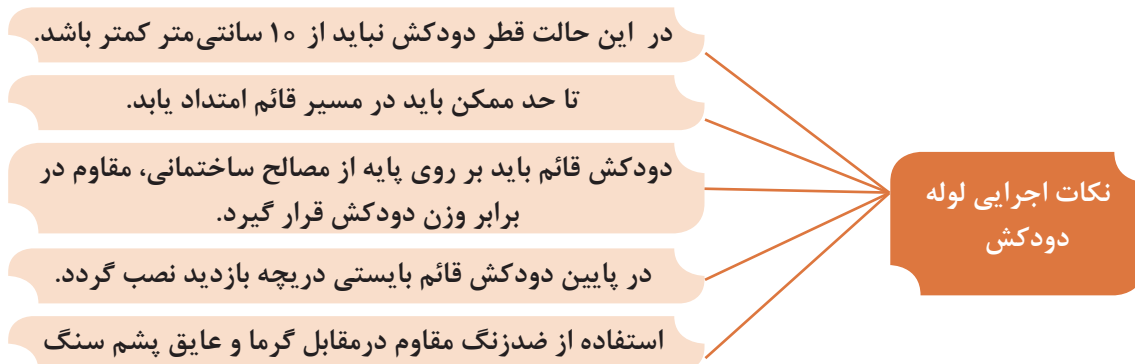 نکات اجرایی لوله
دودکش
در این حالت قطر دودکش نباید از ۱۰ سانتی‌متر کمتر باشد.
تا حد ممکن باید در مسیر قائم امتداد یابد.
دودکش قائم باید بر روی پایه از مصالح ساختمانی، مقاوم در
برابر وزن دودکش قرار گیرد.
در پایین دودکش قائم بایستی دریچه بازدید نصب گردد.
استفاده از ضدزنگ مقاوم درمقابل گرما و عایق پشم سنگ